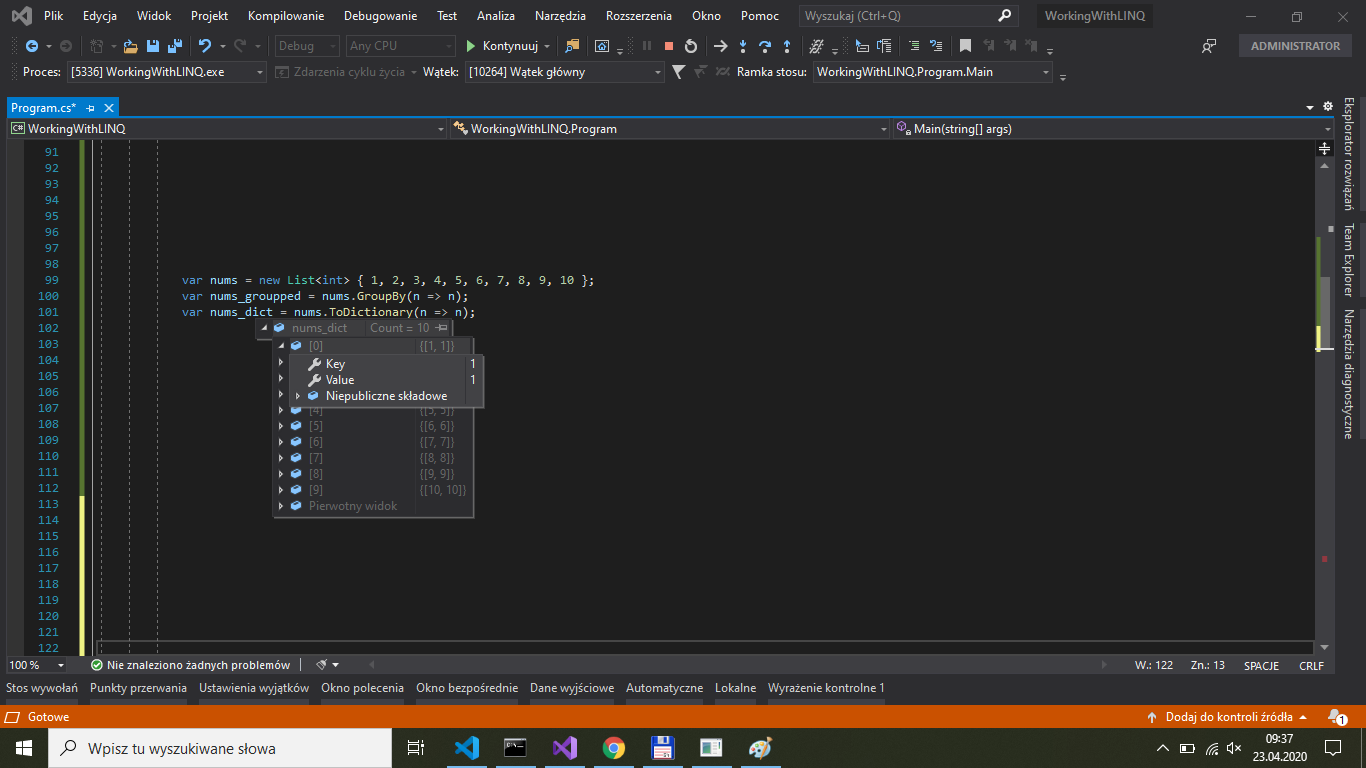 Plik Edycja Widok Projekt Kompilowanie Debugowanie Test Analiza Narzędzia Rozszerzenia Okno Pomoc Wyszukaj (Ctrl+Q) WorkingWithLINQ
Debug Any CPU Kontynuuj ADMINISTRATOR
Proces: [5336] WorkingWithLINQ.exe Zdarzenia cyklu życia Wątek: [10264] Wątek główny Ramka stosu: WorkingWithLINQ.Program.Main
Program.cs*
C# WorkingWithLINQ WorkingWithLINQ.Program Main(string[] args)
91
92
93
94
95
96
97
98
99 var nums = new List<int> { 1, 2, 3, 4, 5, 6, 7, 8, 9, 10 };
100 var nums_groupped = nums.GroupBy(n => n);
101 var nums_dict = nums.ToDictionary(n => n);
102 nums_dict Count = 10
103 [0] {[1, 1]}
104 Key 1
105 Value 1
106 Niepubliczne składowe
107 [4] {[5, 5]}
108 [5] {[6, 6]}
109 [6] {[7, 7]}
110 [7] {[8, 8]}
111 [8] {[9, 9]}
112 [9] {[10, 10]}
113 Pierwotny widok
114
115
116
117
118
119
120
121
122
Eksplorator rozwiązań
Team Explorer
Narzędzia diagnostyczne
100 % Nie znaleziono żadnych problemów W.: 122 Zn.: 13 SPACJE CRLF
Stos wywołań Punkty przerwania Ustawienia wyjątków Okno polecenia Okno bezpośrednie Dane wyjściowe Automatyczne Lokalne Wyrażenie kontrolne 1
Gotowe Dodaj do kontroli źródła 1
Wpisz tu wyszukiwane słowa
09:37
23.04.2020